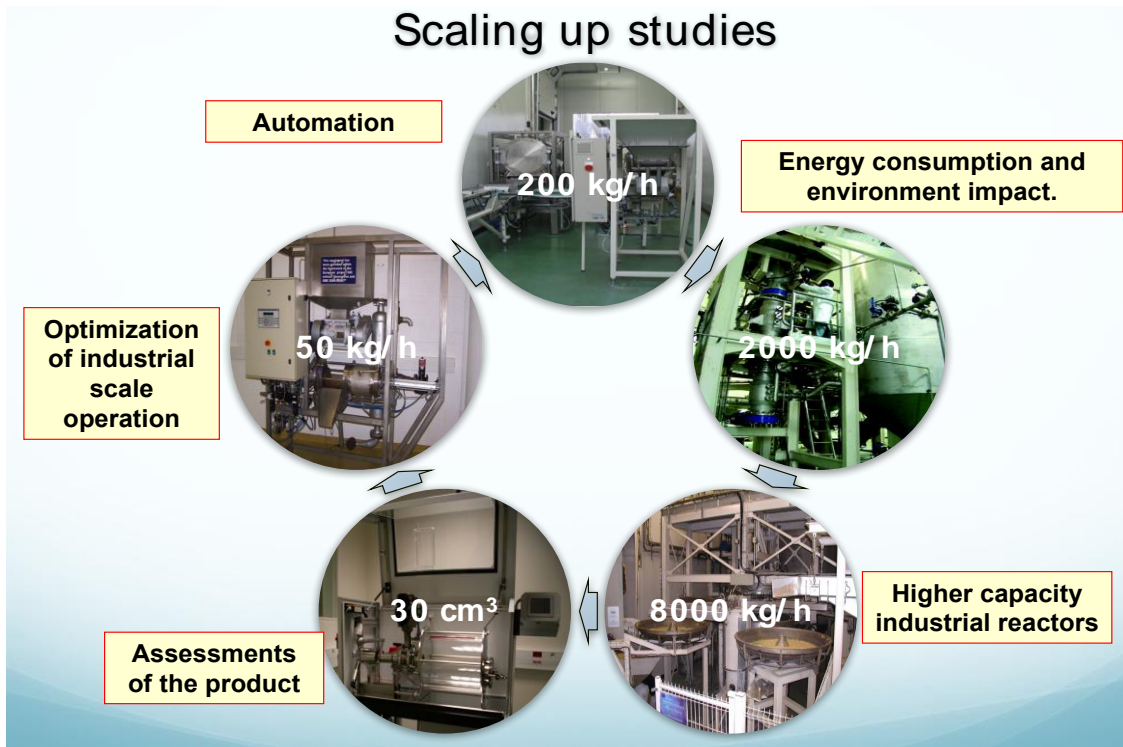 Scaling up studies
Automation
200 kg/h
Energy consumption and
environment impact.
50 kg/h
2000 kg/h
Optimization
of industrial
scale
operation
30 cm³
8000 kg/h
Higher capacity
industrial reactors
Assessments
of the product